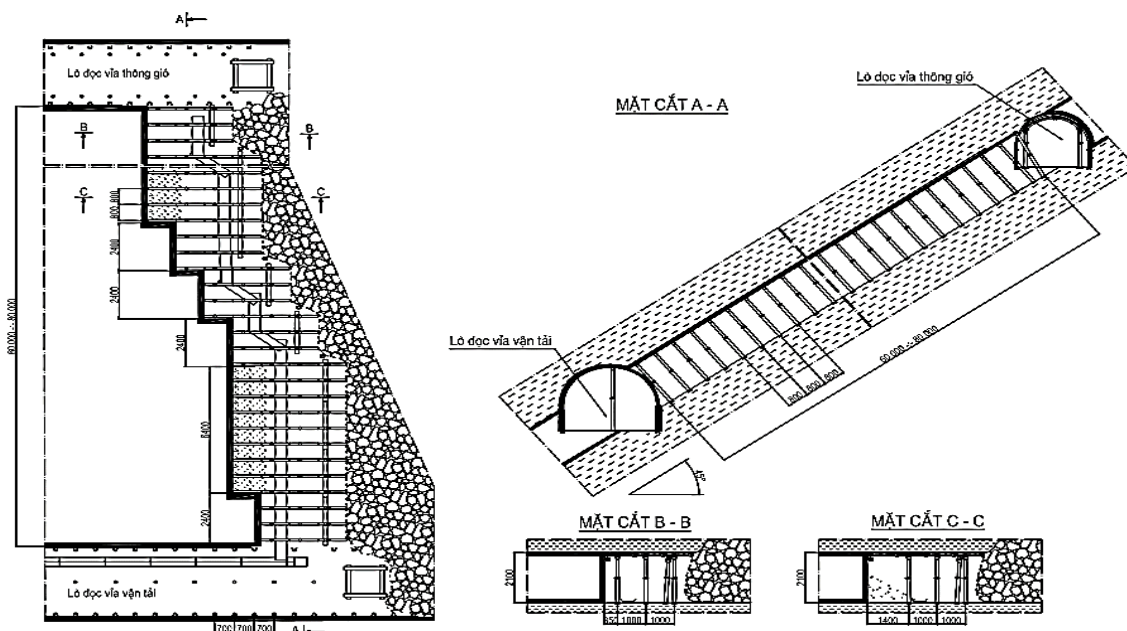 A
Lò dọc vỉa thông gió
B
B
C
C
800 800
2400
2400
2400
6400
2400
60.000 -:- 80.000
Lò dọc vỉa vận tải
700 700 700
A
MẶT CẮT A - A
Lò dọc vỉa thông gió
Lò dọc vỉa vận tải
60.000 -:- 80.000
800 800 800
45°
MẶT CẮT B - B
2100
650 1000 1000
MẶT CẮT C - C
2100
1400 1000 1000